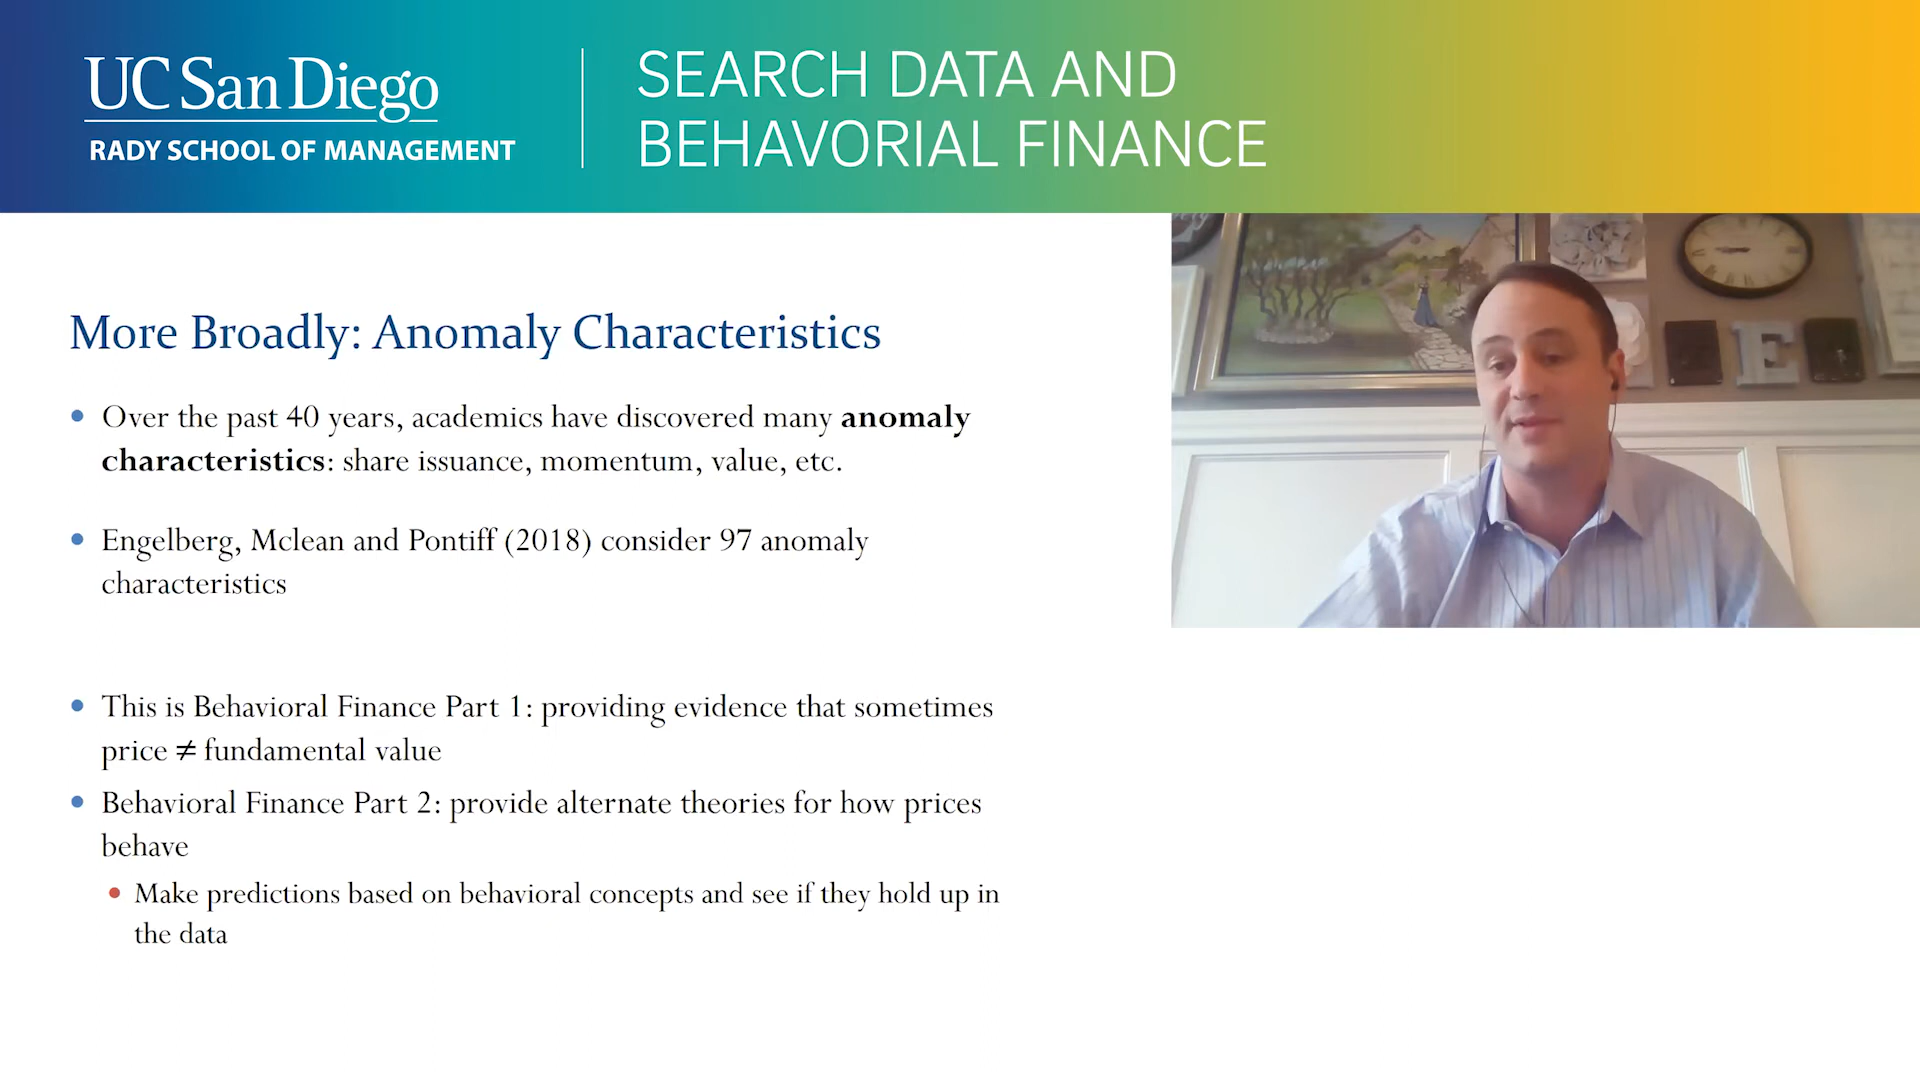 UC San Diego
RADY SCHOOL OF MANAGEMENT
SEARCH DATA AND
BEHAVORIAL FINANCE
More Broadly: Anomaly Characteristics
• Over the past 40 years, academics have discovered many anomaly
characteristics: share issuance, momentum, value, etc.
• Engelberg, Mclean and Pontiff (2018) consider 97 anomaly
characteristics
• This is Behavioral Finance Part 1: providing evidence that sometimes
price ≠ fundamental value
• Behavioral Finance Part 2: provide alternate theories for how prices
behave
• Make predictions based on behavioral concepts and see if they hold up in
the data
E